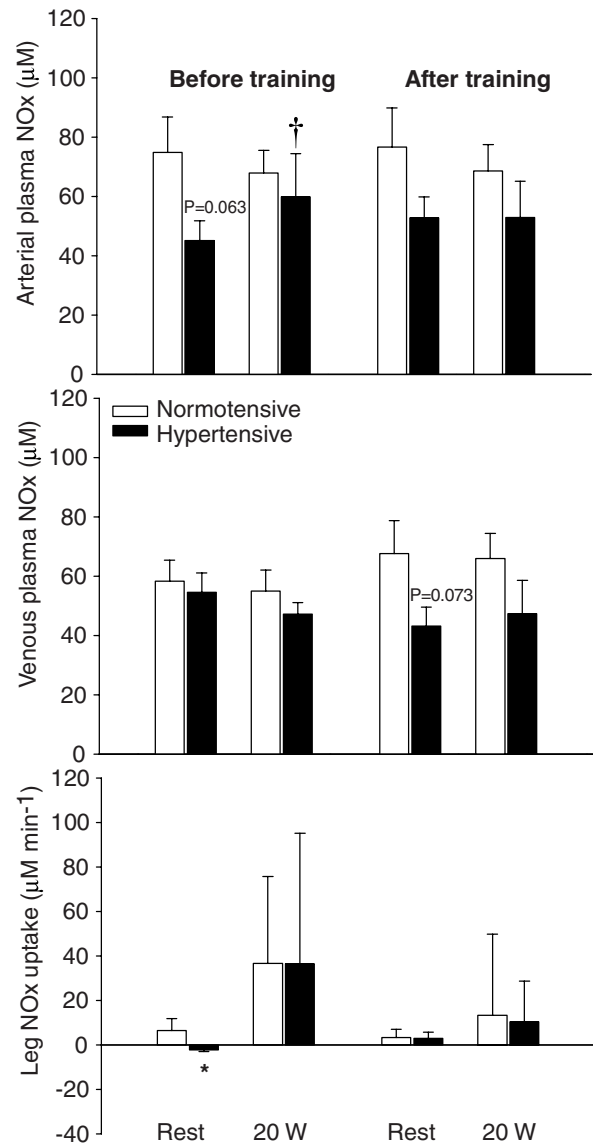 120
100
80
60
40
20
0
Arterial plasma NOx (µM)
Before training
After training
†
P=0.063
120
100
80
60
40
20
0
Venous plasma NOx (µM)
Normotensive
Hypertensive
P=0.073
120
100
80
60
40
20
0
-20
-40
Leg NOx uptake (µM min-1)
*
Rest 20 W Rest 20 W